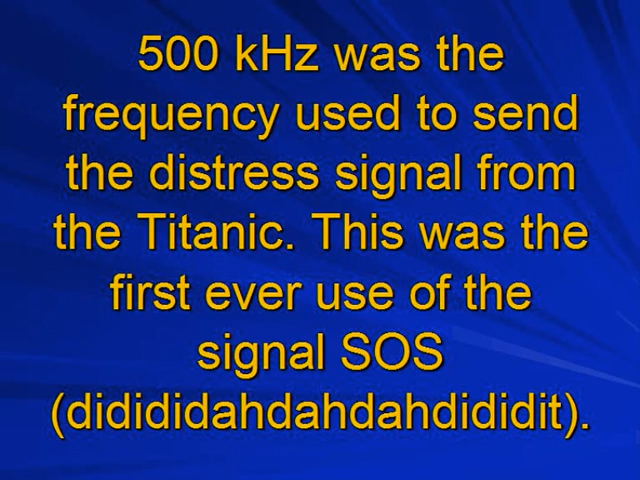 500 kHz was the
frequency used to send
the distress signal from
the Titanic. This was the
first ever use of the
signal SOS
(didididahdahdahdididit).